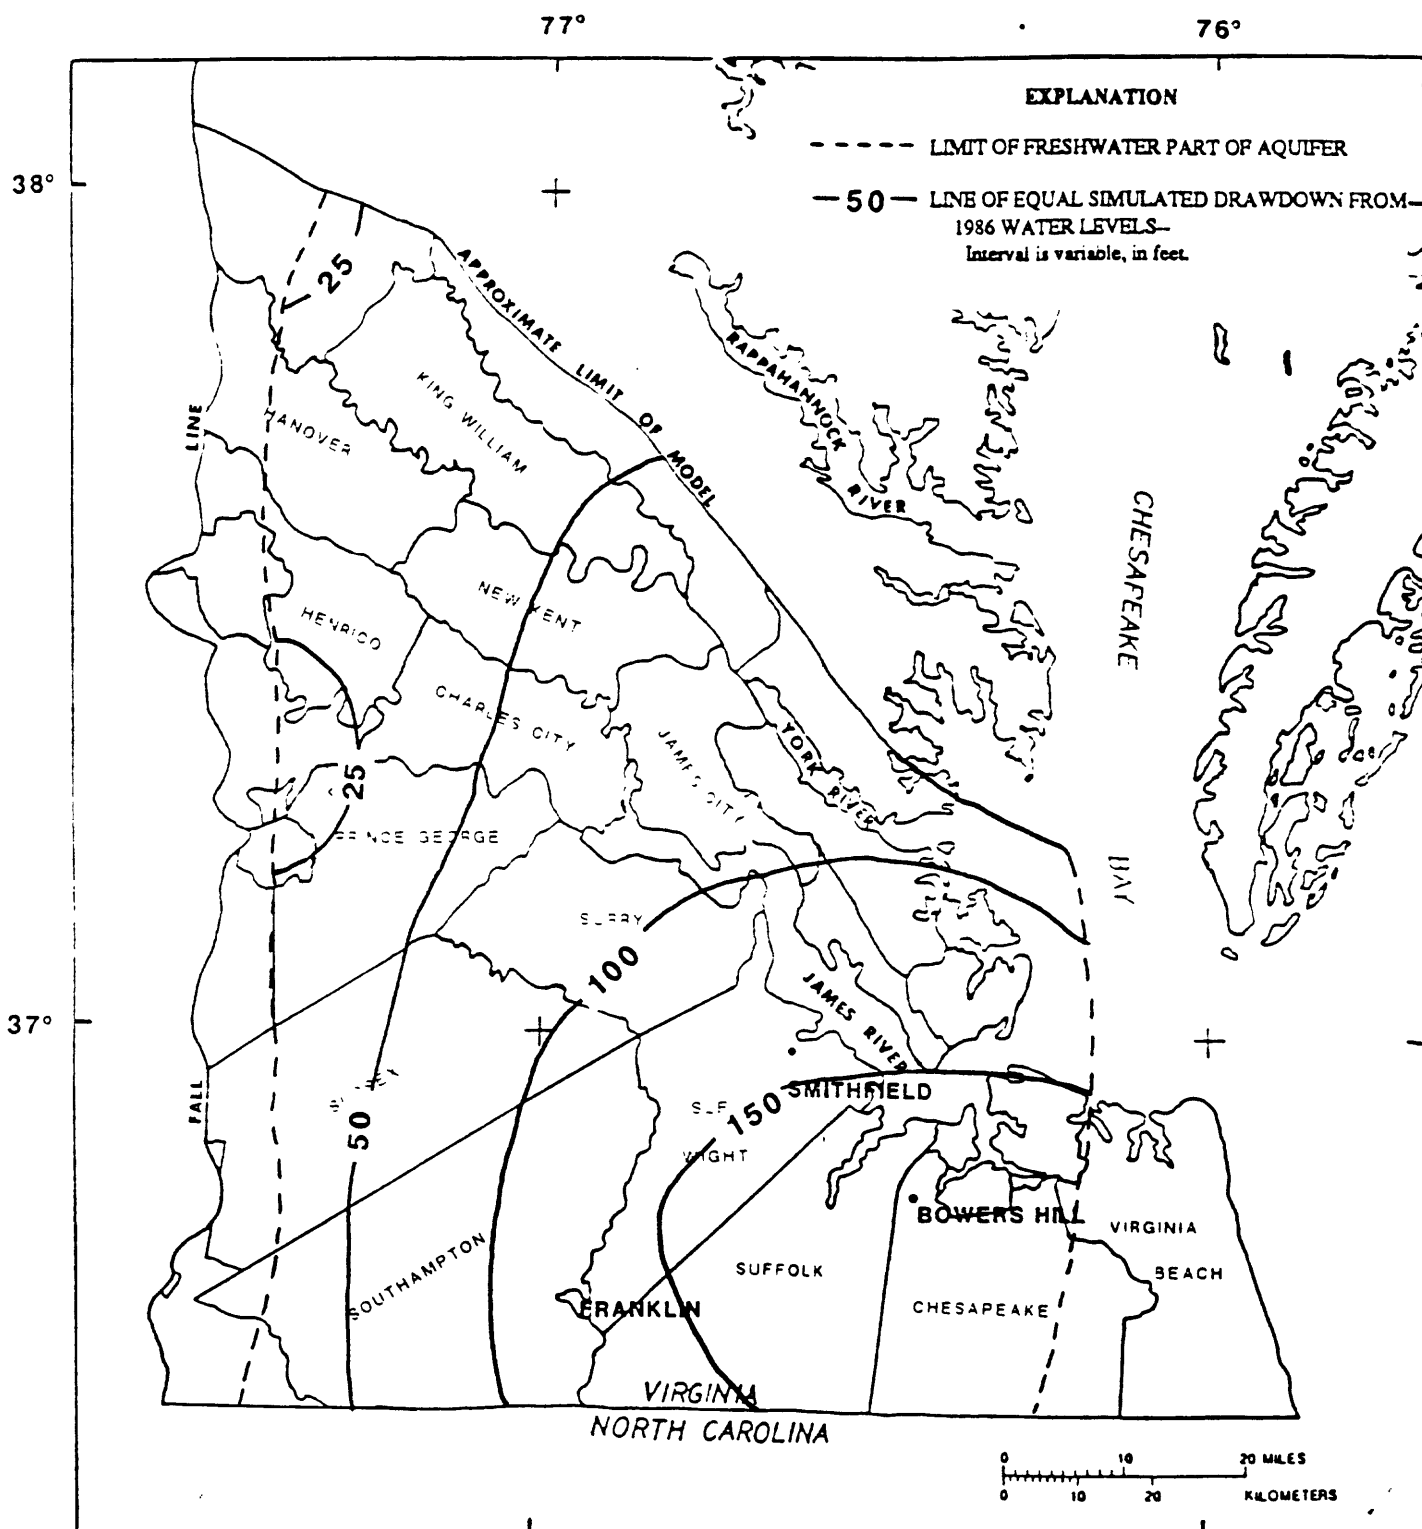 77° 76°
EXPLANATION
LIMIT OF FRESHWATER PART OF AQUIFER
38°
50 LINE OF EQUAL SIMULATED DRAWDOWN FROM
1986 WATER LEVELS–
Interval is variable, in feet.
25
APPROXIMATE LIMIT OF MODEL
RAPPAHANNOCK RIVER
KING WILLIAM
HANOVER
LINE
CHESAPEAKE
NEW KENT
HENRICO
CHARLES CITY
JAMES CITY
YORK RIVER
25
PRINCE GEORGE
BAY
SURRY
100
JAMES RIVER
37°
FALL
SMITHFIELD
150
50
WIGHT
BOWERS HILL
VIRGINIA
BEACH
SOUTHAMPTON
SUFFOLK
FRANKLIN
CHESAPEAKE
VIRGINIA
NORTH CAROLINA
0 10 20 MILES
0 10 20 KILOMETERS